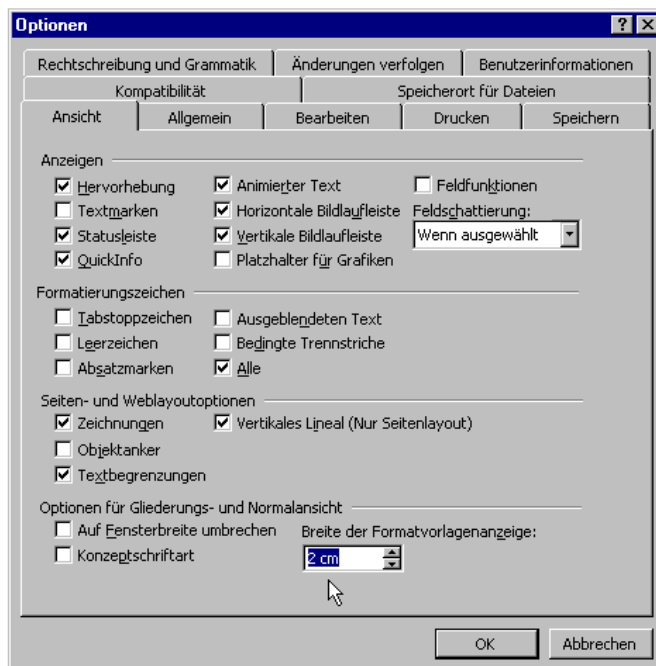 Optionen
Rechtschreibung und Grammatik Änderungen verfolgen Benutzerinformationen
Kompatibilität Speicherort für Dateien
Ansicht Allgemein Bearbeiten Drucken Speichern
Anzeigen
Hervorhebung Animierter Text Feldfunktionen
Textmarken Horizontale Bildlaufleiste Feldschattierung:
Statusleiste Vertikale Bildlaufleiste Wenn ausgewählt
QuickInfo Platzhalter für Grafiken
Formatierungszeichen
Tabstoppzeichen Ausgeblendeten Text
Leerzeichen Bedingte Trennstriche
Absatzmarken Alle
Seiten- und Weblayoutoptionen
Zeichnungen Vertikales Lineal (Nur Seitenlayout)
Objektanker
Textbegrenzungen
Optionen für Gliederungs- und Normalansicht
Auf Fensterbreite umbrechen Breite der Formatvorlagenanzeige:
Konzeptschriftart 2 cm
OK Abbrechen